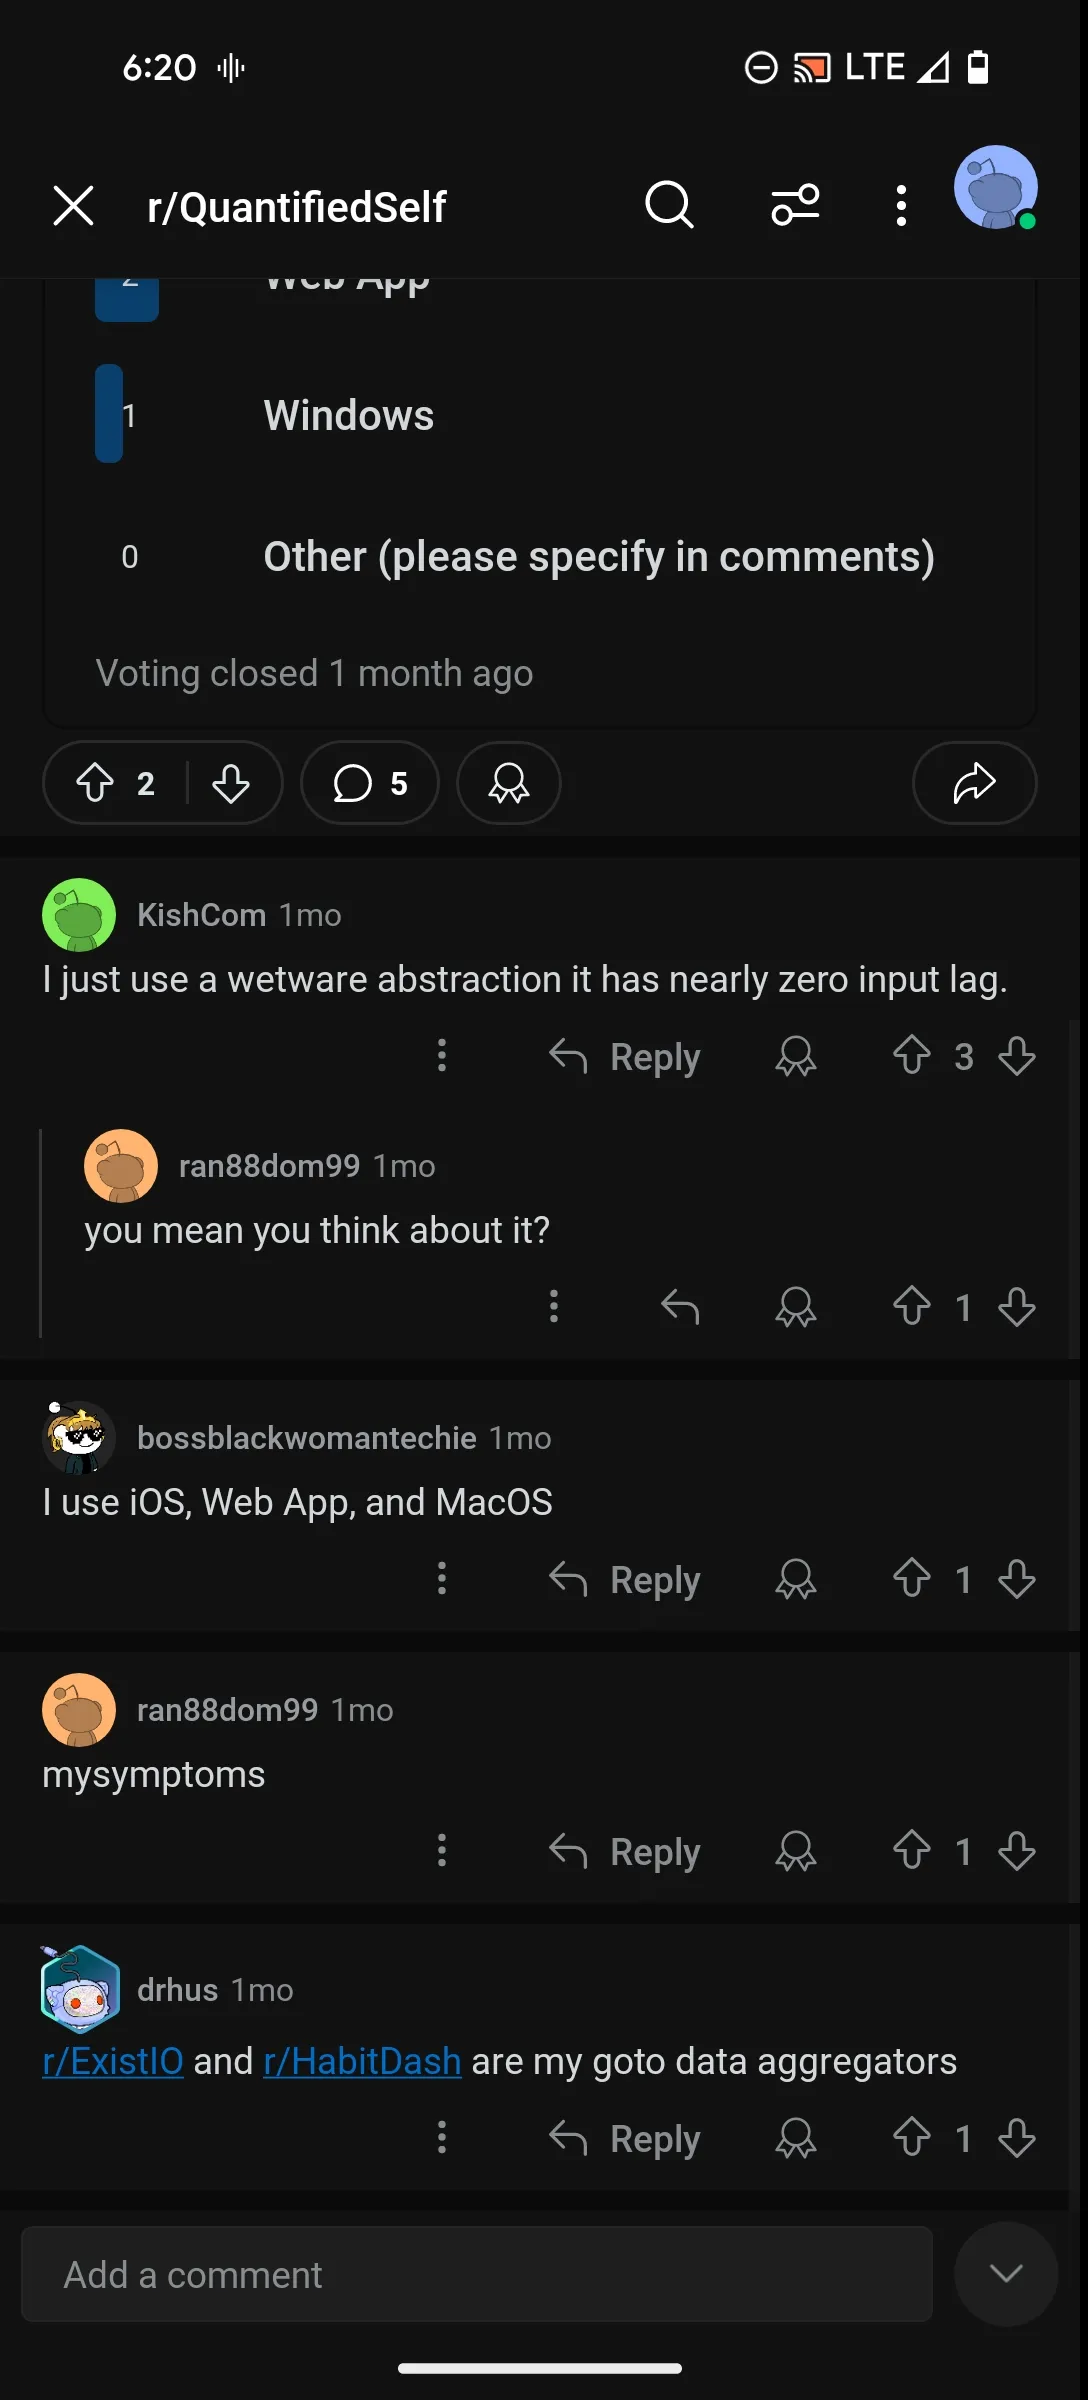 6:20
LTE
r/QuantifiedSelf
2 Web App
1 Windows
0 Other (please specify in comments)
Voting closed 1 month ago
2 5
KishCom 1mo
I just use a wetware abstraction it has nearly zero input lag.
Reply 3
ran88dom99 1mo
you mean you think about it?
1
bossblackwomantechie 1mo
I use iOS, Web App, and MacOS
Reply 1
ran88dom99 1mo
mysymptoms
Reply 1
drhus 1mo
r/ExistIO and r/HabitDash are my goto data aggregators
Reply 1
Add a comment